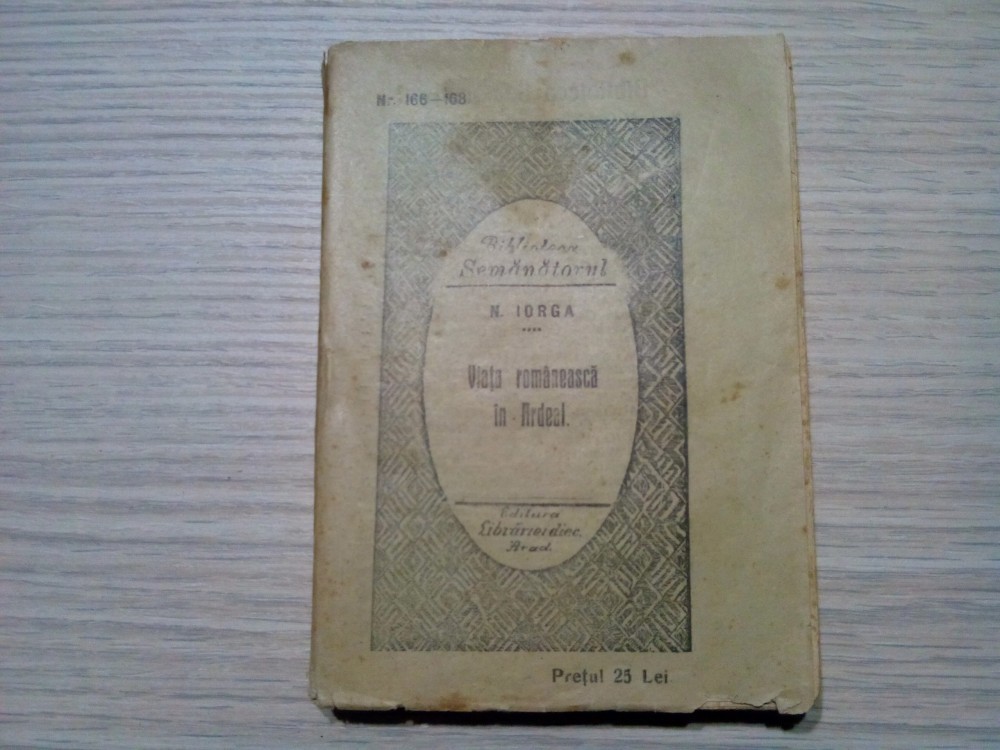 Nr. 166—168
Biblioteca
Semănătorul
N. IORGA
Viața românească
în Ardeal.
Editura
Librăriei diec.
Arad.
Prețul 25 Lei